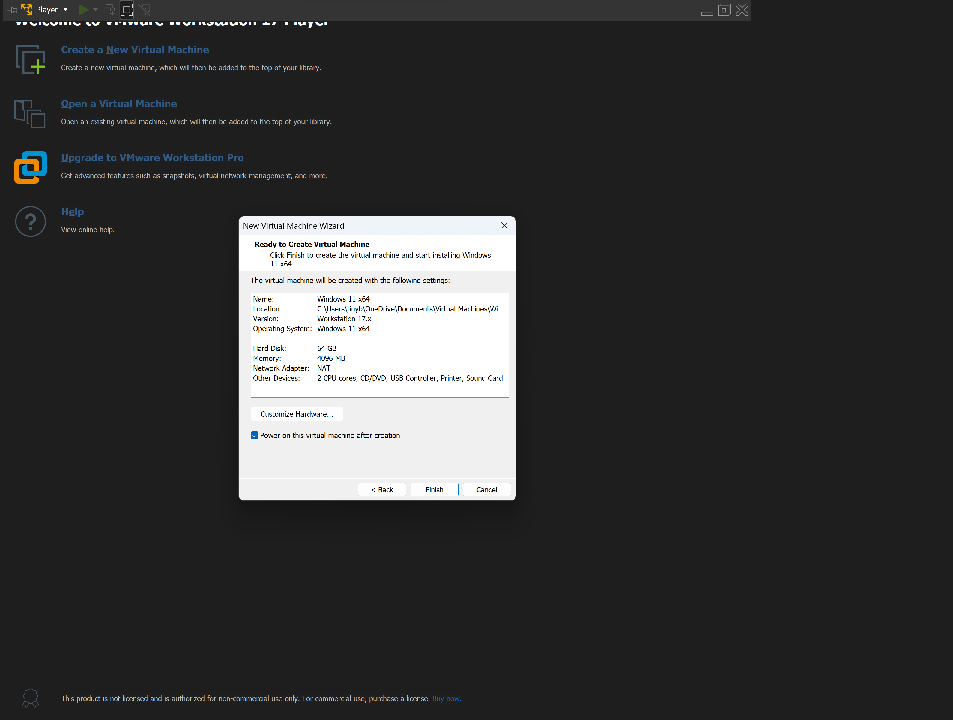 Player
Welcome to VMware Workstation 17 Player
Create a New Virtual Machine
Create a new virtual machine, which will then be added to the top of your library.
Open a Virtual Machine
Open an existing virtual machine, which will then be added to the top of your library.
Upgrade to VMware Workstation Pro
Get advanced features such as snapshots, virtual network management, and more.
Help
View online help.
New Virtual Machine Wizard
Ready to Create Virtual Machine
Click Finish to create the virtual machine and start installing Windows
11 x64
The virtual machine will be created with the following settings:
Name: Windows 11 x64
Location: C:\Users\tinyb\OneDrive\Documents\Virtual Machines\Wi
Version: Workstation 17.x
Operating System: Windows 11 x64
Hard Disk: 64 GB
Memory: 4096 MB
Network Adapter: NAT
Other Devices: 2 CPU cores, CD/DVD, USB Controller, Printer, Sound Card
Customize Hardware...
Power on this virtual machine after creation
< Back Finish Cancel
This product is not licensed and is authorized for non-commercial use only. For commercial use, purchase a license. Buy now.